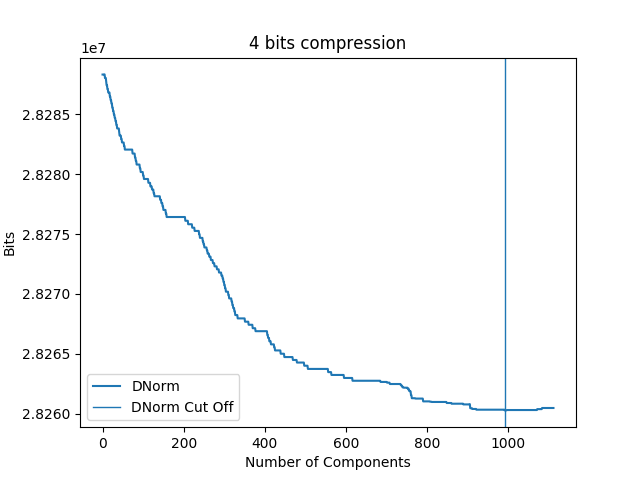 4 bits compression
1e7
2.8285
2.8280
2.8275
2.8270
2.8265
2.8260
Bits
DNorm
DNorm Cut Off
0 200 400 600 800 1000
Number of Components